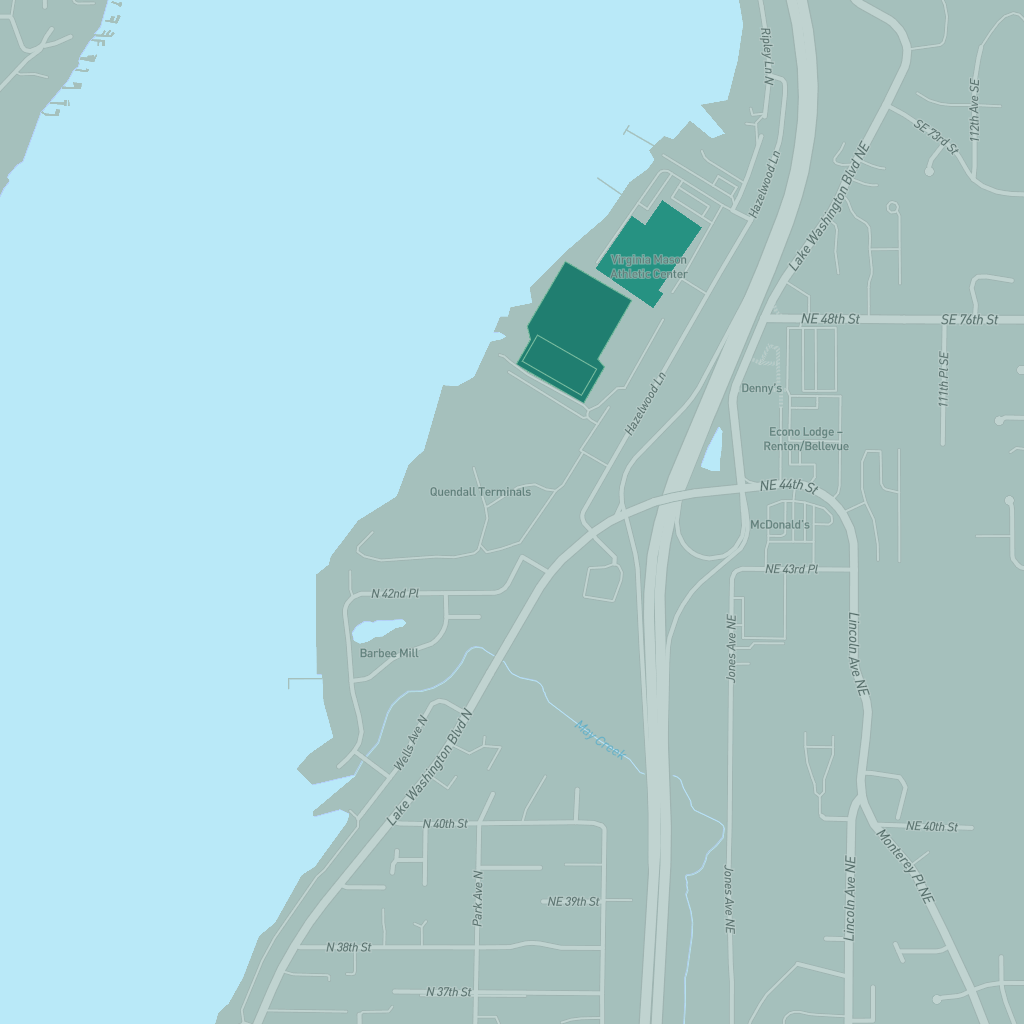 Ripley Ln N
112th Ave SE
SE 73rd St
Hazelwood Ln
Lake Washington Blvd NE
Virginia Mason
Athletic Center
NE 48th St
SE 76th St
111th Pl SE
Denny's
Hazelwood Ln
Econo Lodge –
Renton/Bellevue
Quendall Terminals
NE 44th St
McDonald's
NE 43rd Pl
N 42nd Pl
Barbee Mill
Jones Ave NE
Lincoln Ave NE
May Creek
Wells Ave N
Lake Washington Blvd N
N 40th St
NE 40th St
Monterey Pl NE
Park Ave N
NE 39th St
Jones Ave NE
Lincoln Ave NE
N 38th St
N 37th St